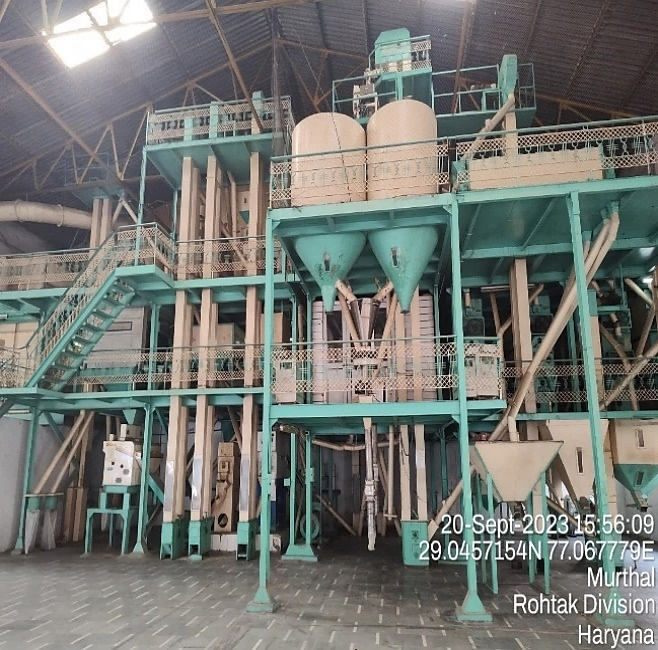 20-Sept-2023 15:56:09
29.0457154N 77.067779E
Murthal
Rohtak Division
Haryana